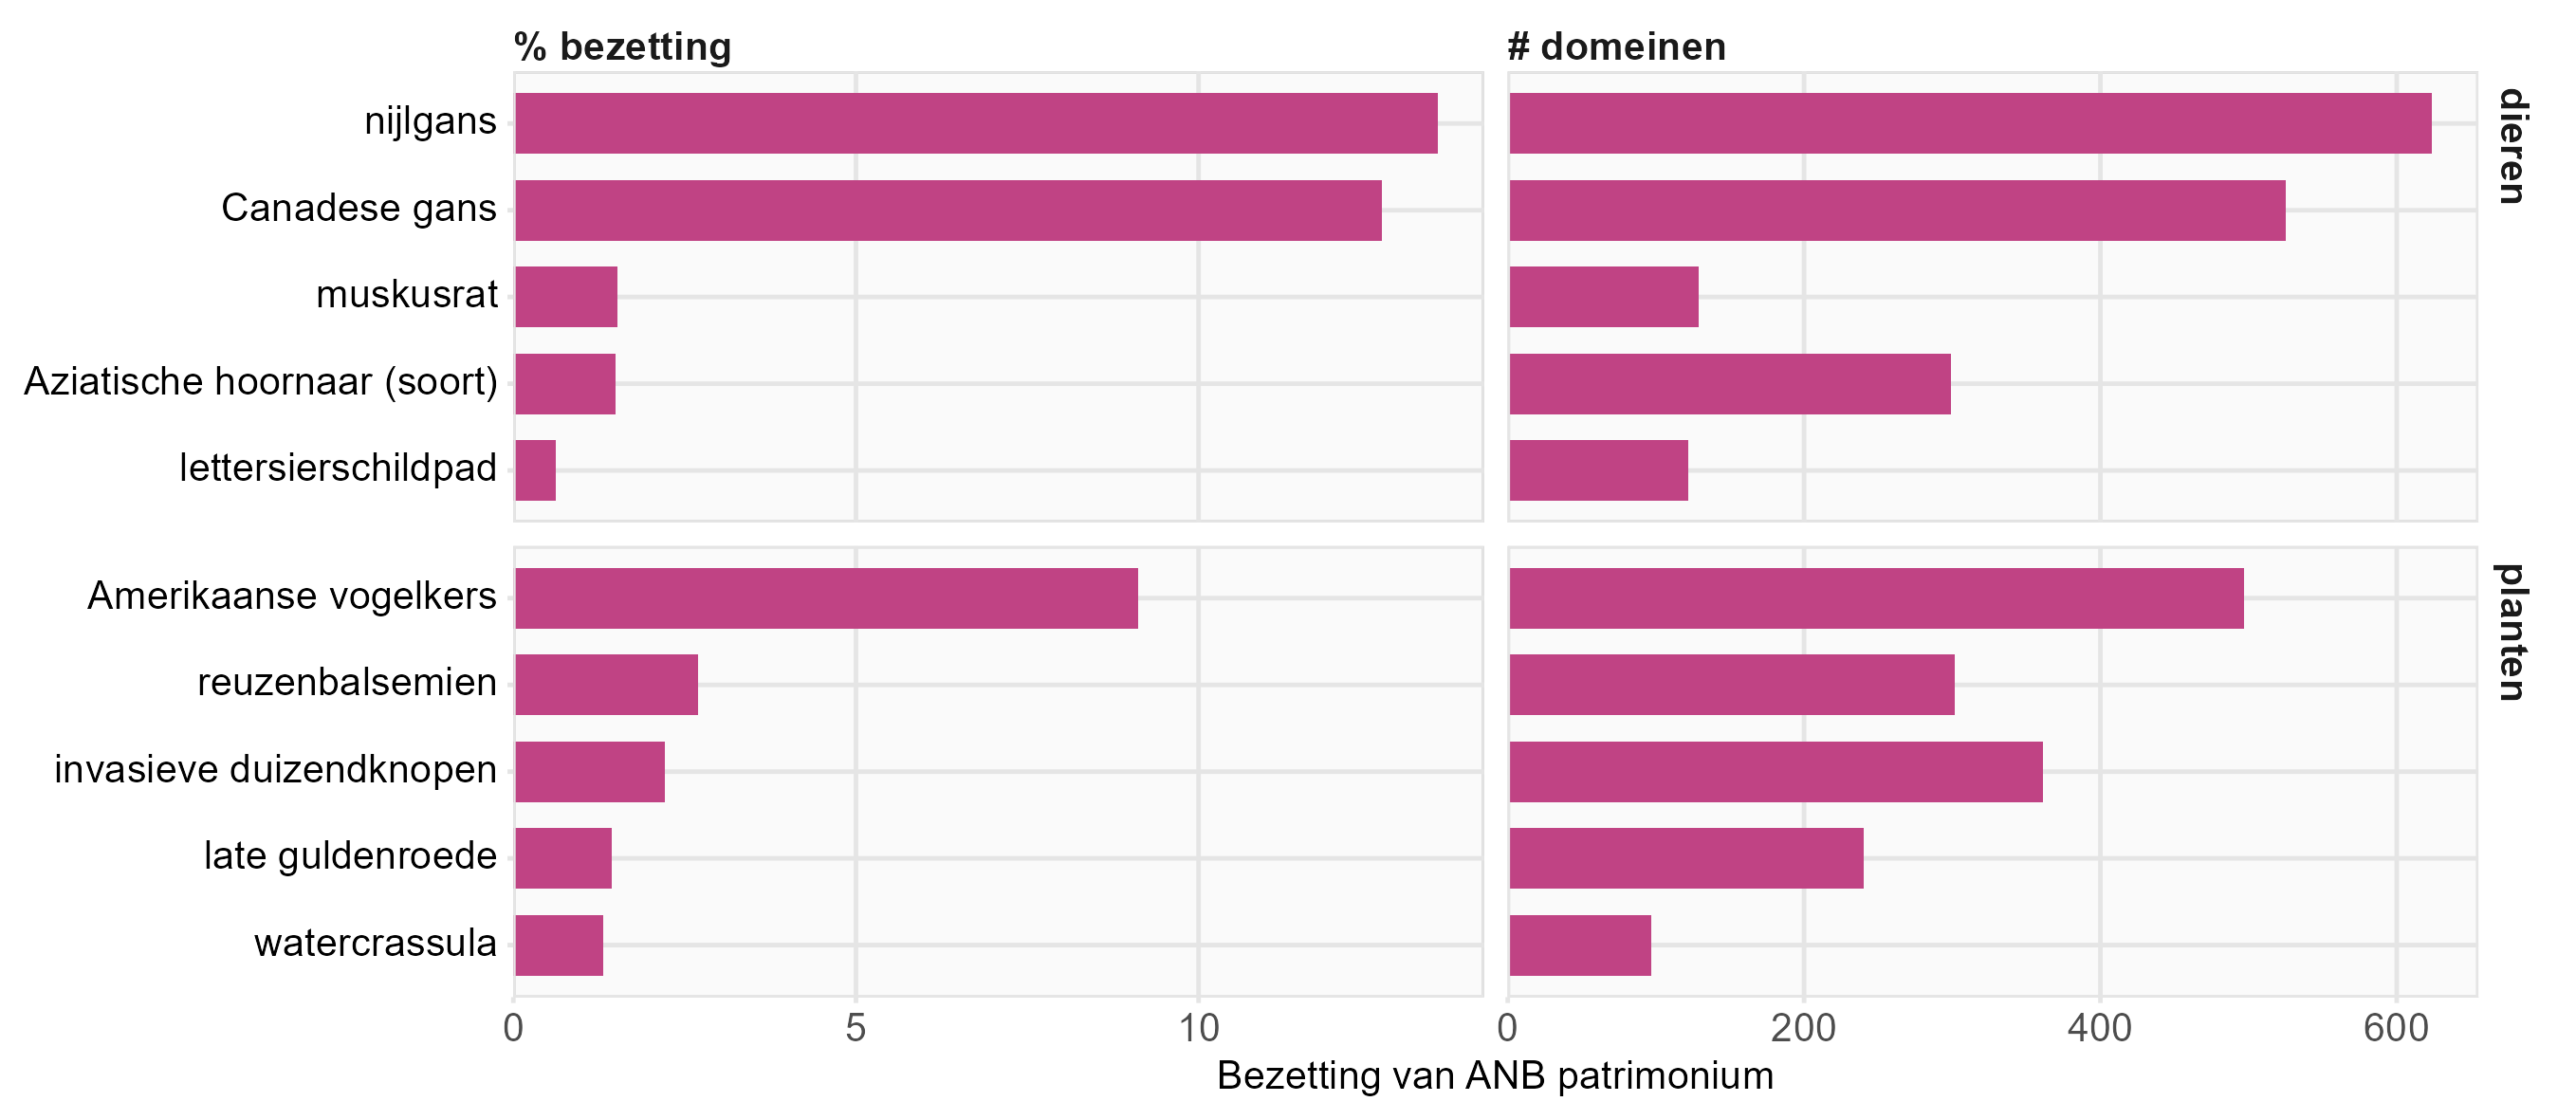 % bezetting
# domeinen
nijlgans
Canadese gans
muskusrat
Aziatische hoornaar (soort)
lettersierschildpad
dieren
Amerikaanse vogelkers
reuzenbalsemien
invasieve duizendknopen
late guldenroede
watercrassula
planten
0 5 10
0 200 400 600
Bezetting van ANB patrimonium